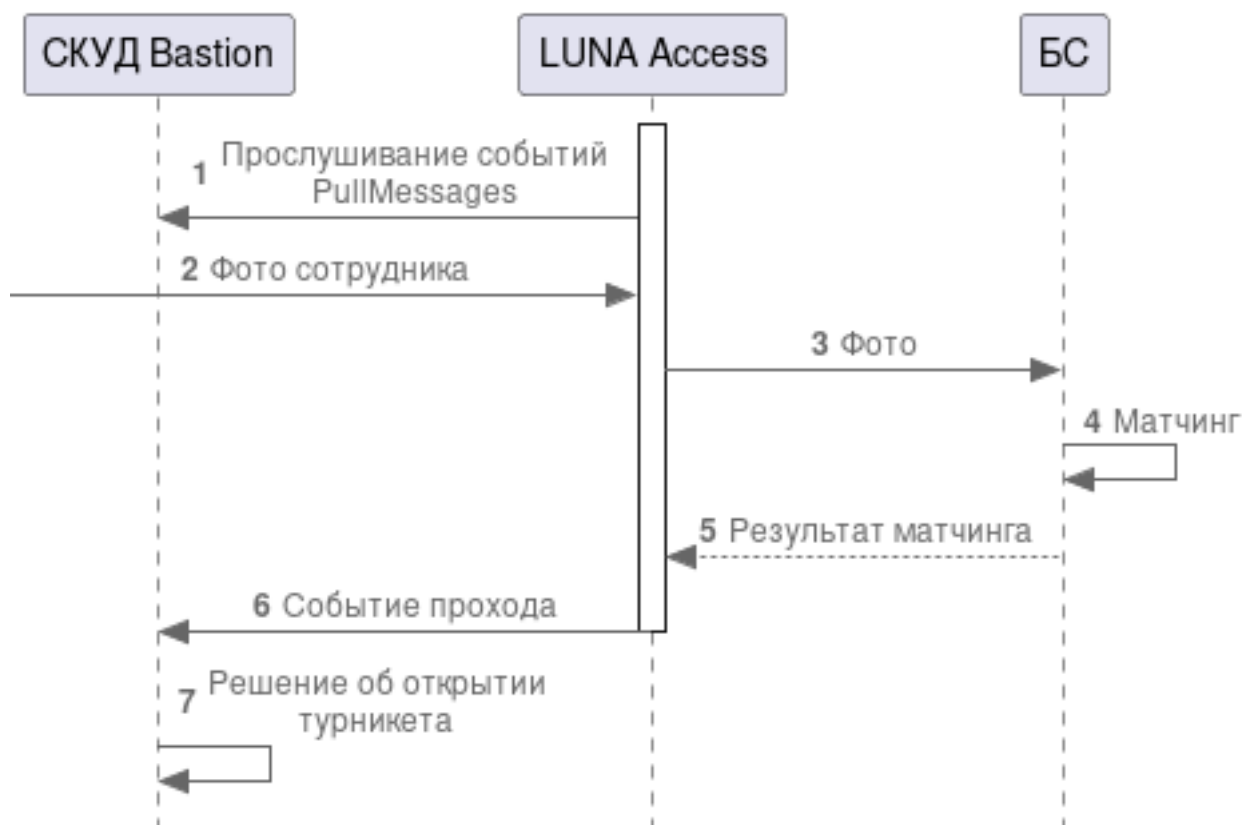 СКУД Bastion
LUNA Access
БС
1 Прослушивание событий
PullMessages
2 Фото сотрудника
3 Фото
4 Матчинг
5 Результат матчинга
6 Событие прохода
7 Решение об открытии
турникета